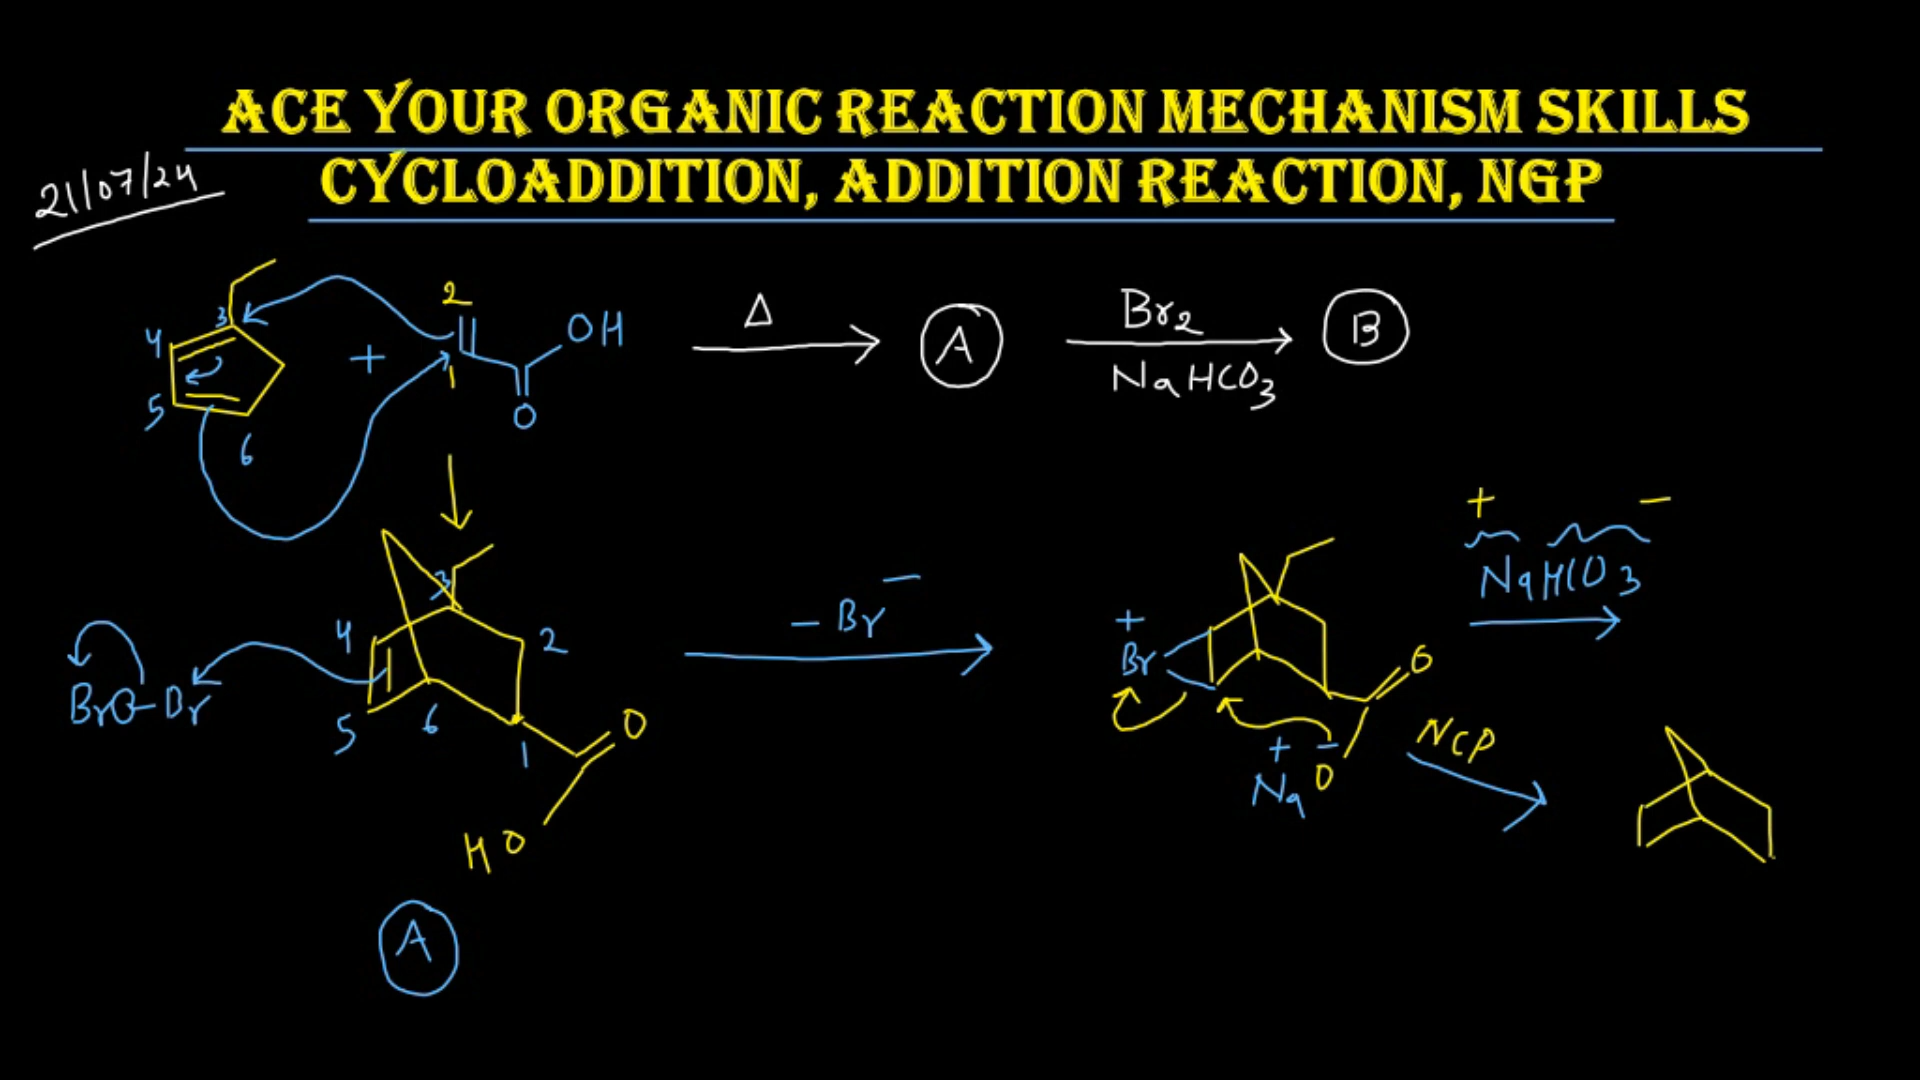 ACE YOUR ORGANIC REACTION MECHANISM SKILLS
CYCLOADDITION, ADDITION REACTION, NGP
21/07/24
4 3 5 6
+
2 1 OH O
Δ
A
Br2
NaHCO3
B
+ −
NaHCO3
3 4 2 5 6 1
Br-Br
O
HO
A
− Br −
+
Br
O
+ −
Na O
NCP